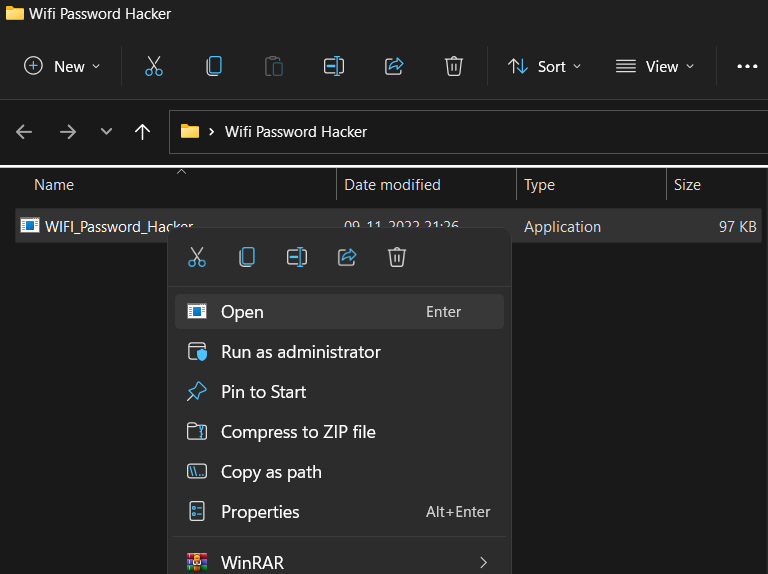 Wifi Password Hacker
New Sort View
Wifi Password Hacker
Name Date modified Type Size
WIFI_Password_Hacker 09-11-2022 21:26 Application 97 KB
Open Enter
Run as administrator
Pin to Start
Compress to ZIP file
Copy as path
Properties Alt+Enter
WinRAR